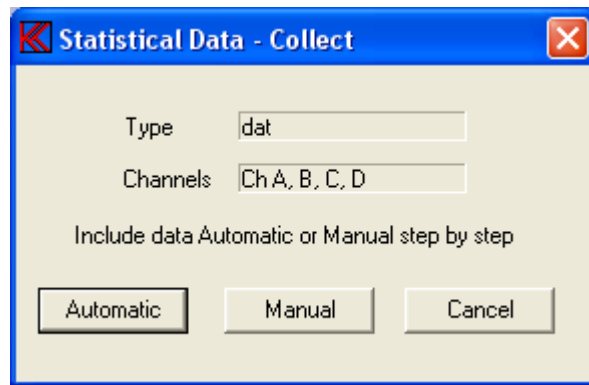 Statistical Data - Collect
Type dat
Channels Ch A, B, C, D
Include data Automatic or Manual step by step
Automatic Manual Cancel